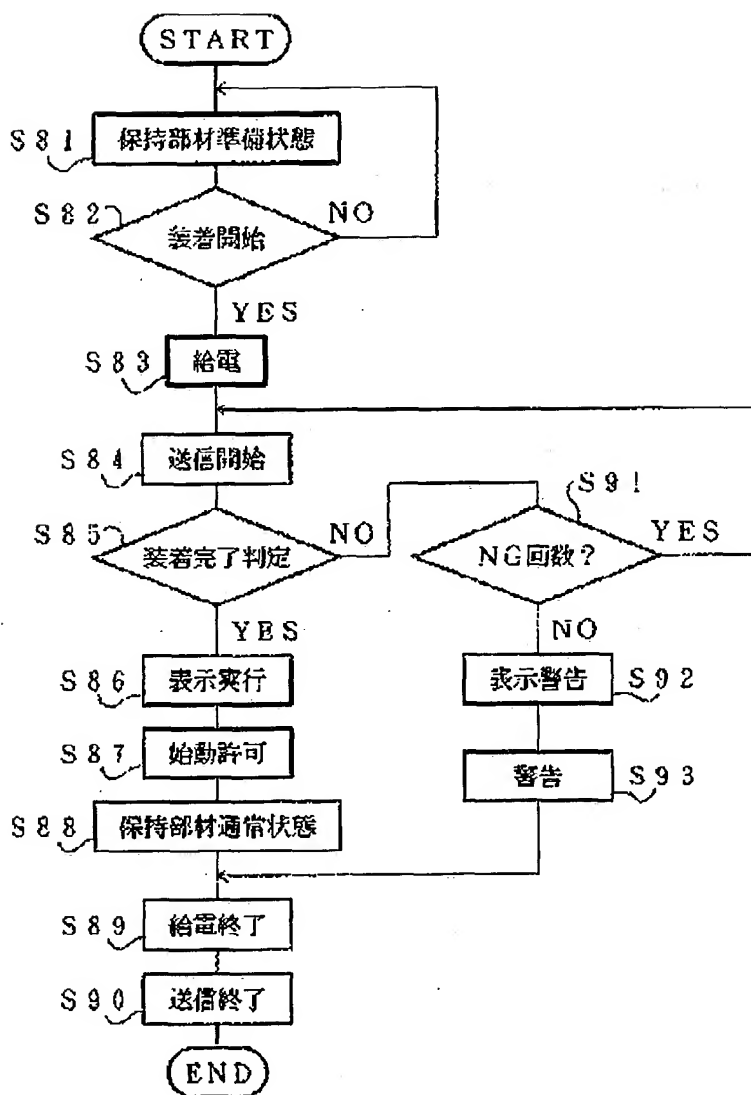 START
S81 保持部材準備状態
S82 装着開始 NO
YES
S83 給電
S84 送信開始
S85 装着完了判定 NO
YES
S86 表示実行
S87 始動許可
S88 保持部材通常状態
S89 給電終了
S90 送信終了
END
S91 NG回数? YES
NO
表示警告 S92
警告 S93